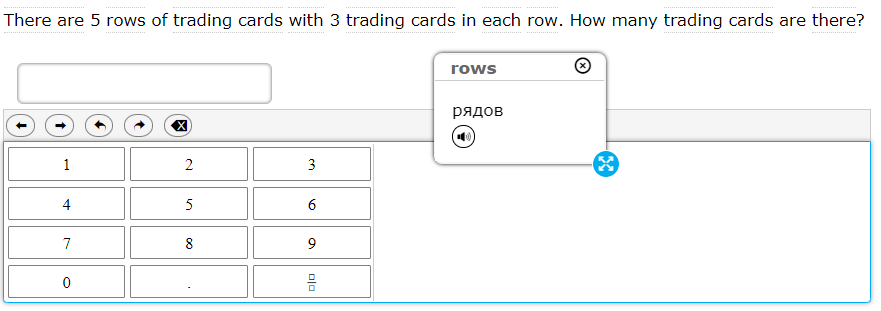 There are 5 rows of trading cards with 3 trading cards in each row. How many trading cards are there?
rows
рядов
1 2 3
4 5 6
7 8 9
0 .